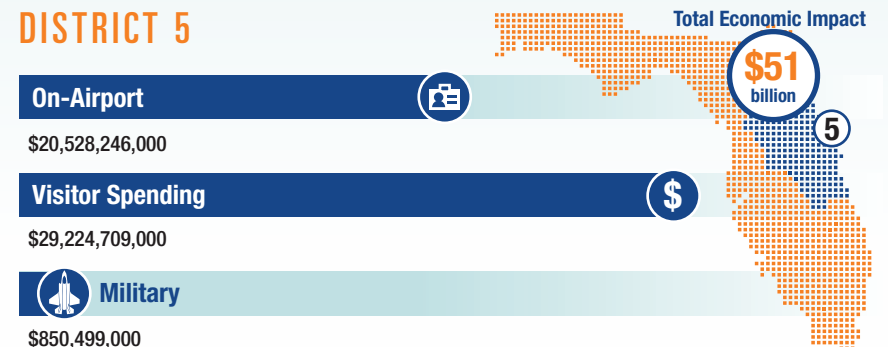 DISTRICT 5
Total Economic Impact
$51
billion
5
On-Airport
$20,528,246,000
Visitor Spending
$
$29,224,709,000
Military
$850,499,000